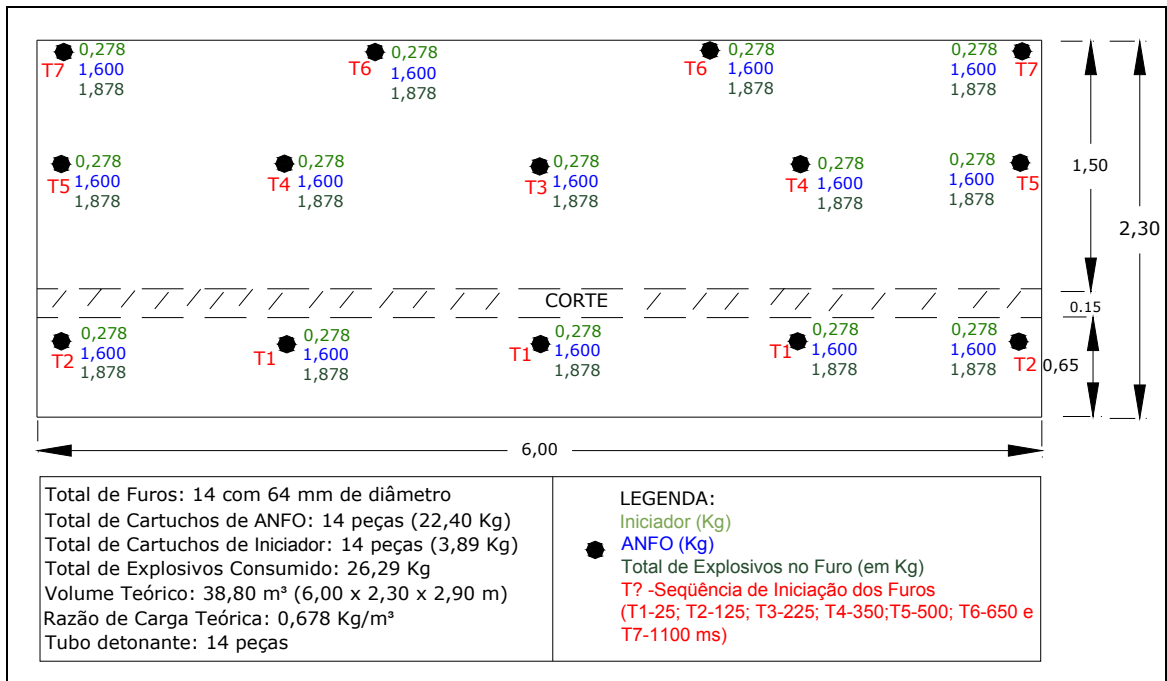 0,278 0,278 0,278 0,278
T7 1,600 T6 1,600 T6 1,600 1,600 T7
1,878 1,878 1,878 1,878
0,278 0,278 0,278 0,278 0,278
T5 1,600 T4 1,600 T3 1,600 T4 1,600 1,600 T5
1,878 1,878 1,878 1,878 1,878
1,50
2,30
CORTE
0.15
0,278 0,278 0,278 0,278 0,278
T2 1,600 T1 1,600 T1 1,600 T1 1,600 1,600 T2
1,878 1,878 1,878 1,878 1,878
0,65
6,00
Total de Furos: 14 com 64 mm de diâmetro
Total de Cartuchos de ANFO: 14 peças (22,40 Kg)
Total de Cartuchos de Iniciador: 14 peças (3,89 Kg)
Total de Explosivos Consumido: 26,29 Kg
Volume Teórico: 38,80 m³ (6,00 x 2,30 x 2,90 m)
Razão de Carga Teórica: 0,678 Kg/m³
Tubo detonante: 14 peças
LEGENDA:
Iniciador (Kg)
ANFO (Kg)
Total de Explosivos no Furo (em Kg)
T? -Seqüência de Iniciação dos Furos
(T1-25; T2-125; T3-225; T4-350;T5-500; T6-650 e
T7-1100 ms)